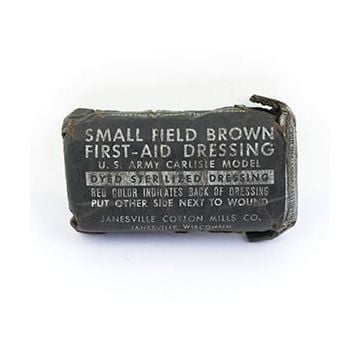 SMALL FIELD BROWN
FIRST-AID DRESSING
U. S. ARMY CARLISLE MODEL
DYED STERILIZED DRESSING
RED COLOR INDICATES BACK OF DRESSING
PUT OTHER SIDE NEXT TO WOUND
JANESVILLE COTTON MILLS CO.
JANESVILLE, WISCONSIN